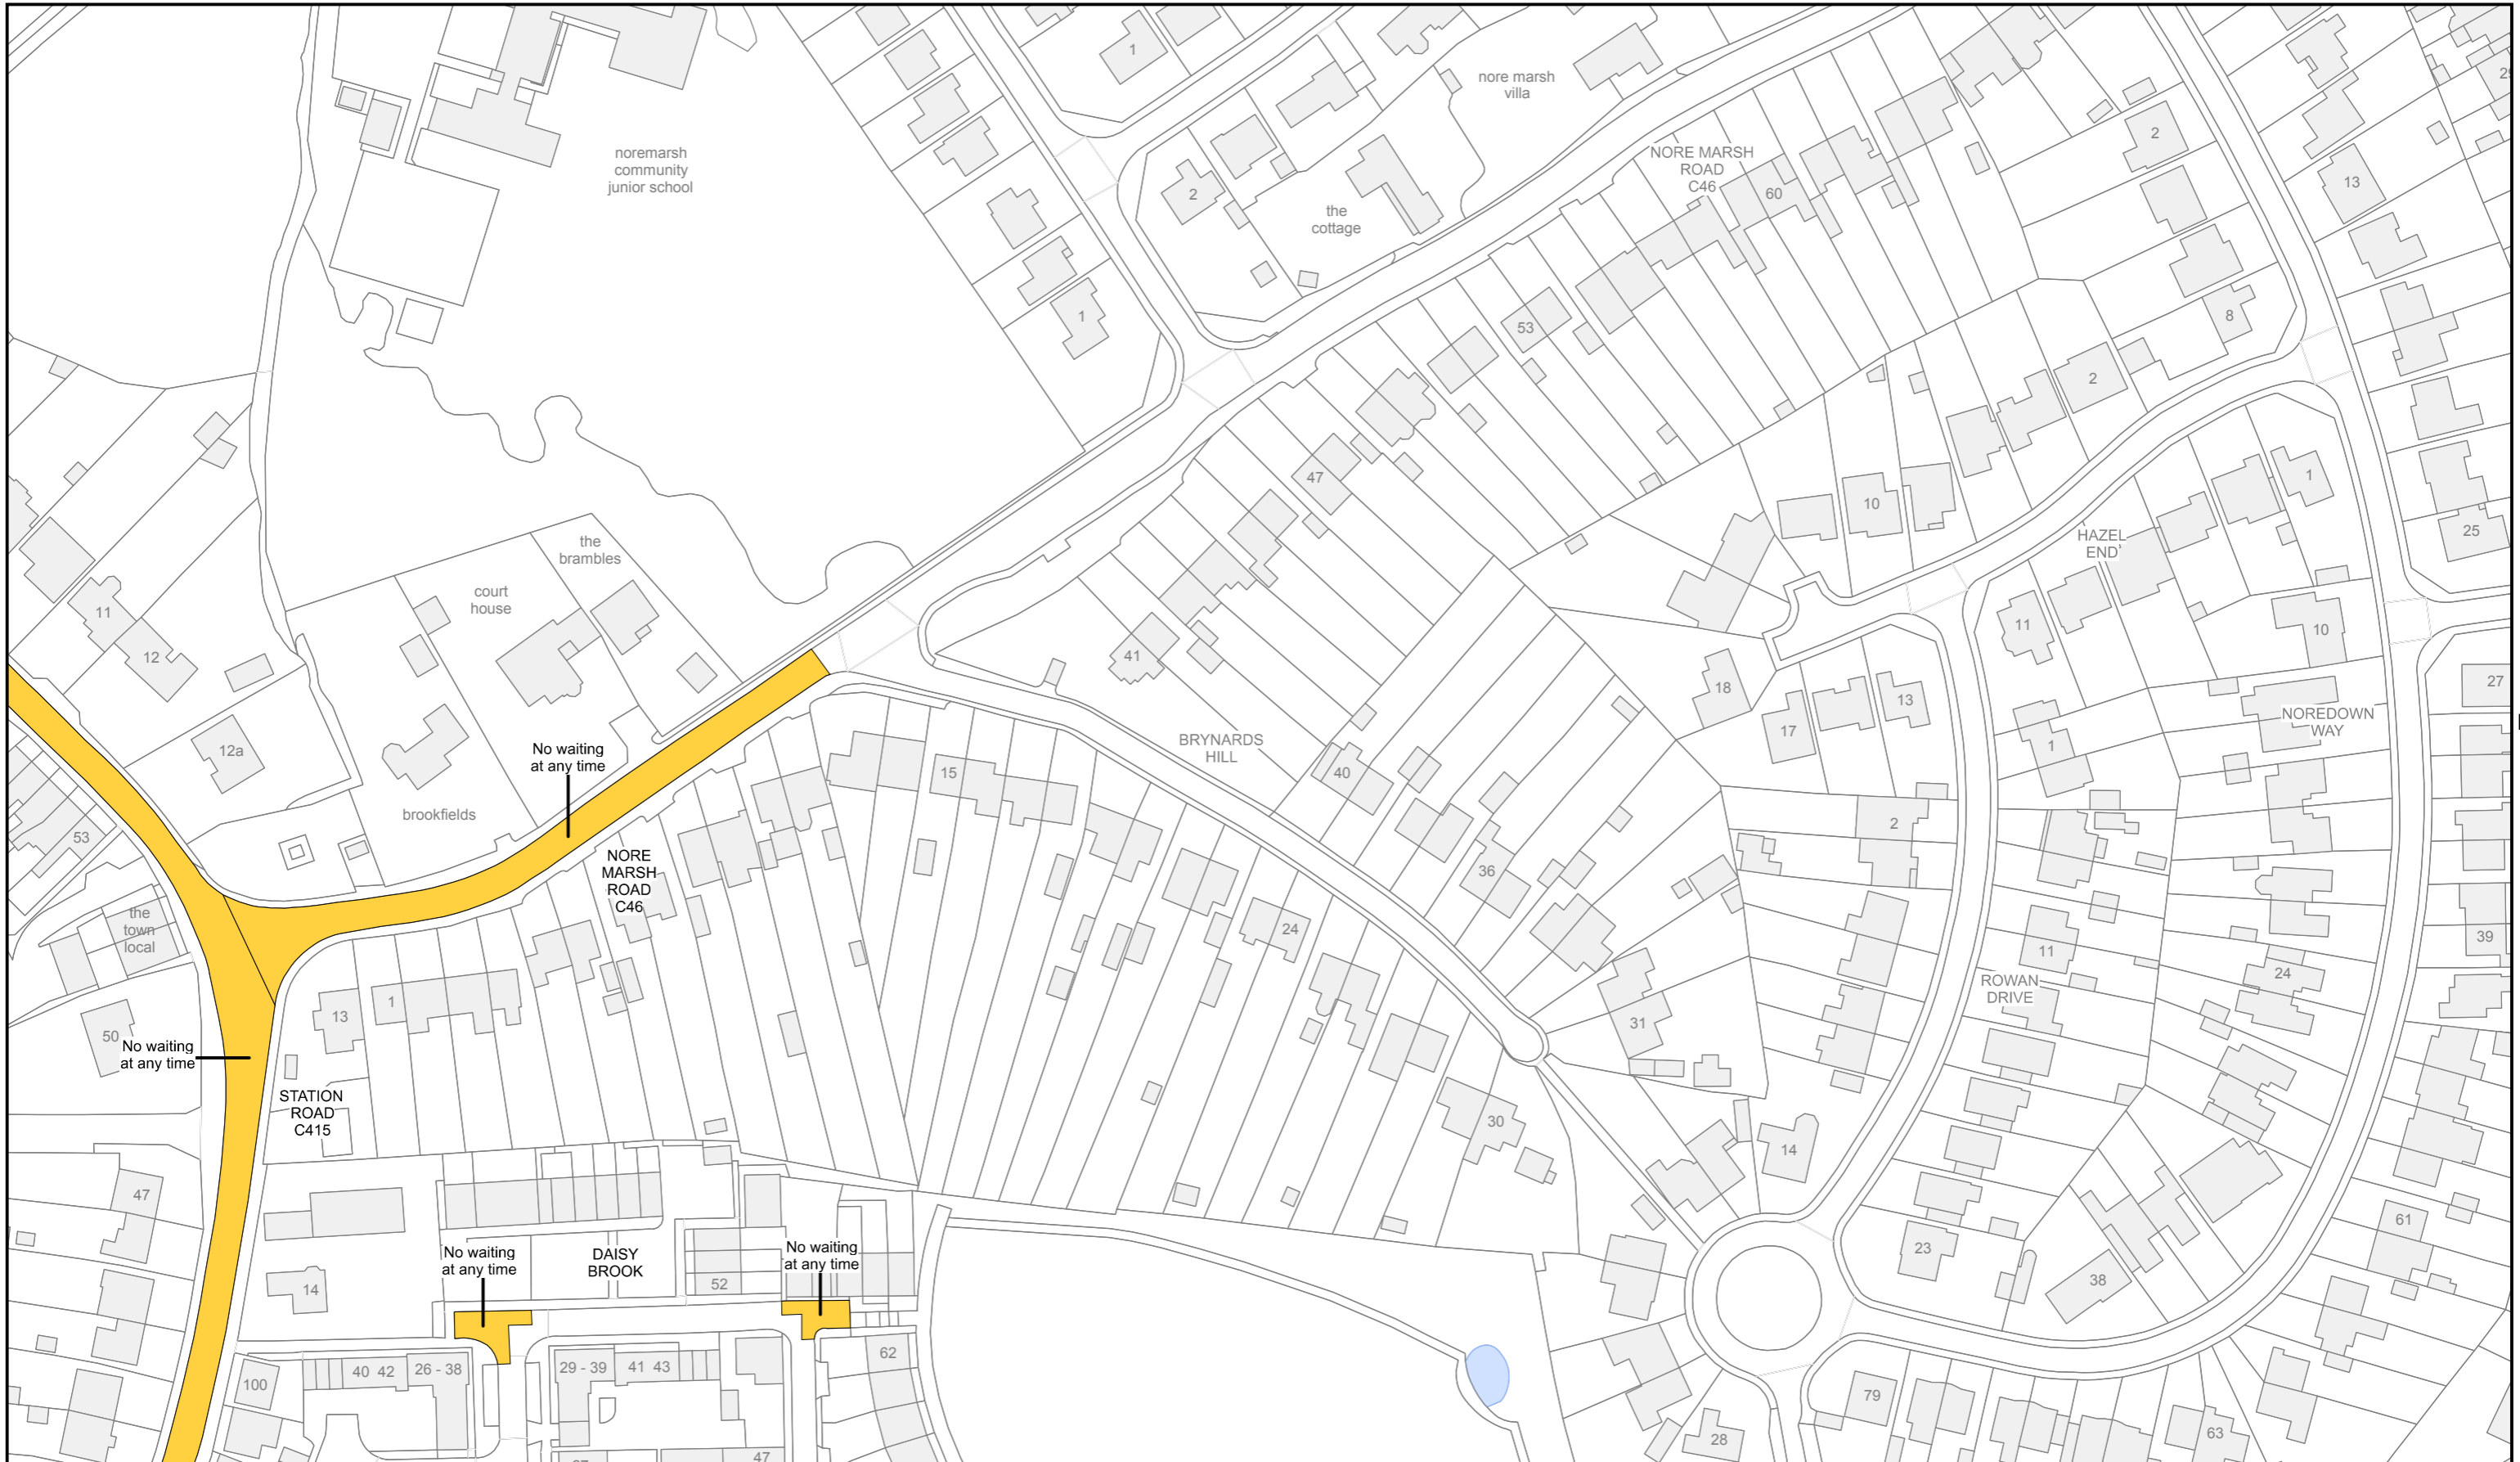 1
nore marsh
villa
noremarsh
community
junior school
2
the
cottage
NORE MARSH
ROAD
C46
60
2
13
1
53
8
2
47
10
1
25
HAZEL
END
the
brambles
court
house
11
12
41
11
10
18
17
13
27
NOREDOWN
WAY
1
12a
No waiting
at any time
BRYNARDS
HILL
15
40
brookfields
53
2
36
NORE
MARSH
ROAD
C46
the
town
local
24
11
39
24
ROWAN
DRIVE
1
13
31
50
No waiting
at any time
STATION
ROAD
C415
30
14
47
61
23
38
No waiting
at any time
DAISY
BROOK
No waiting
at any time
52
14
62
100
40 42
26 - 38
29 - 39
41 43
79
28
63
47